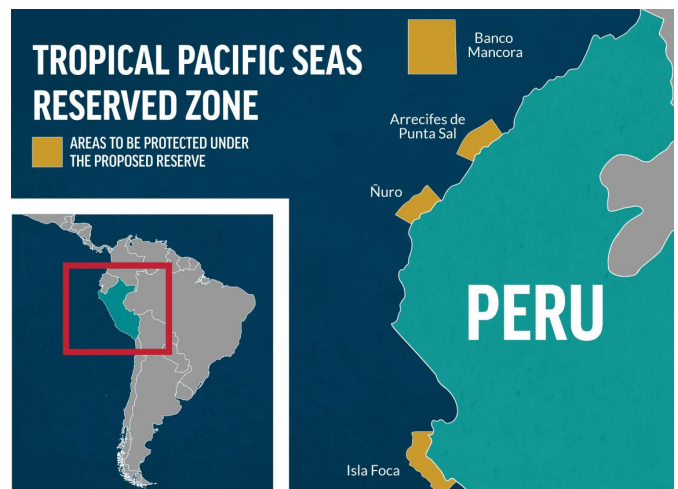 TROPICAL PACIFIC SEAS
RESERVED ZONE
AREAS TO BE PROTECTED UNDER
THE PROPOSED RESERVE
Banco
Mancora
Arrecifes de
Punta Sal
Ñuro
PERU
Isla Foca